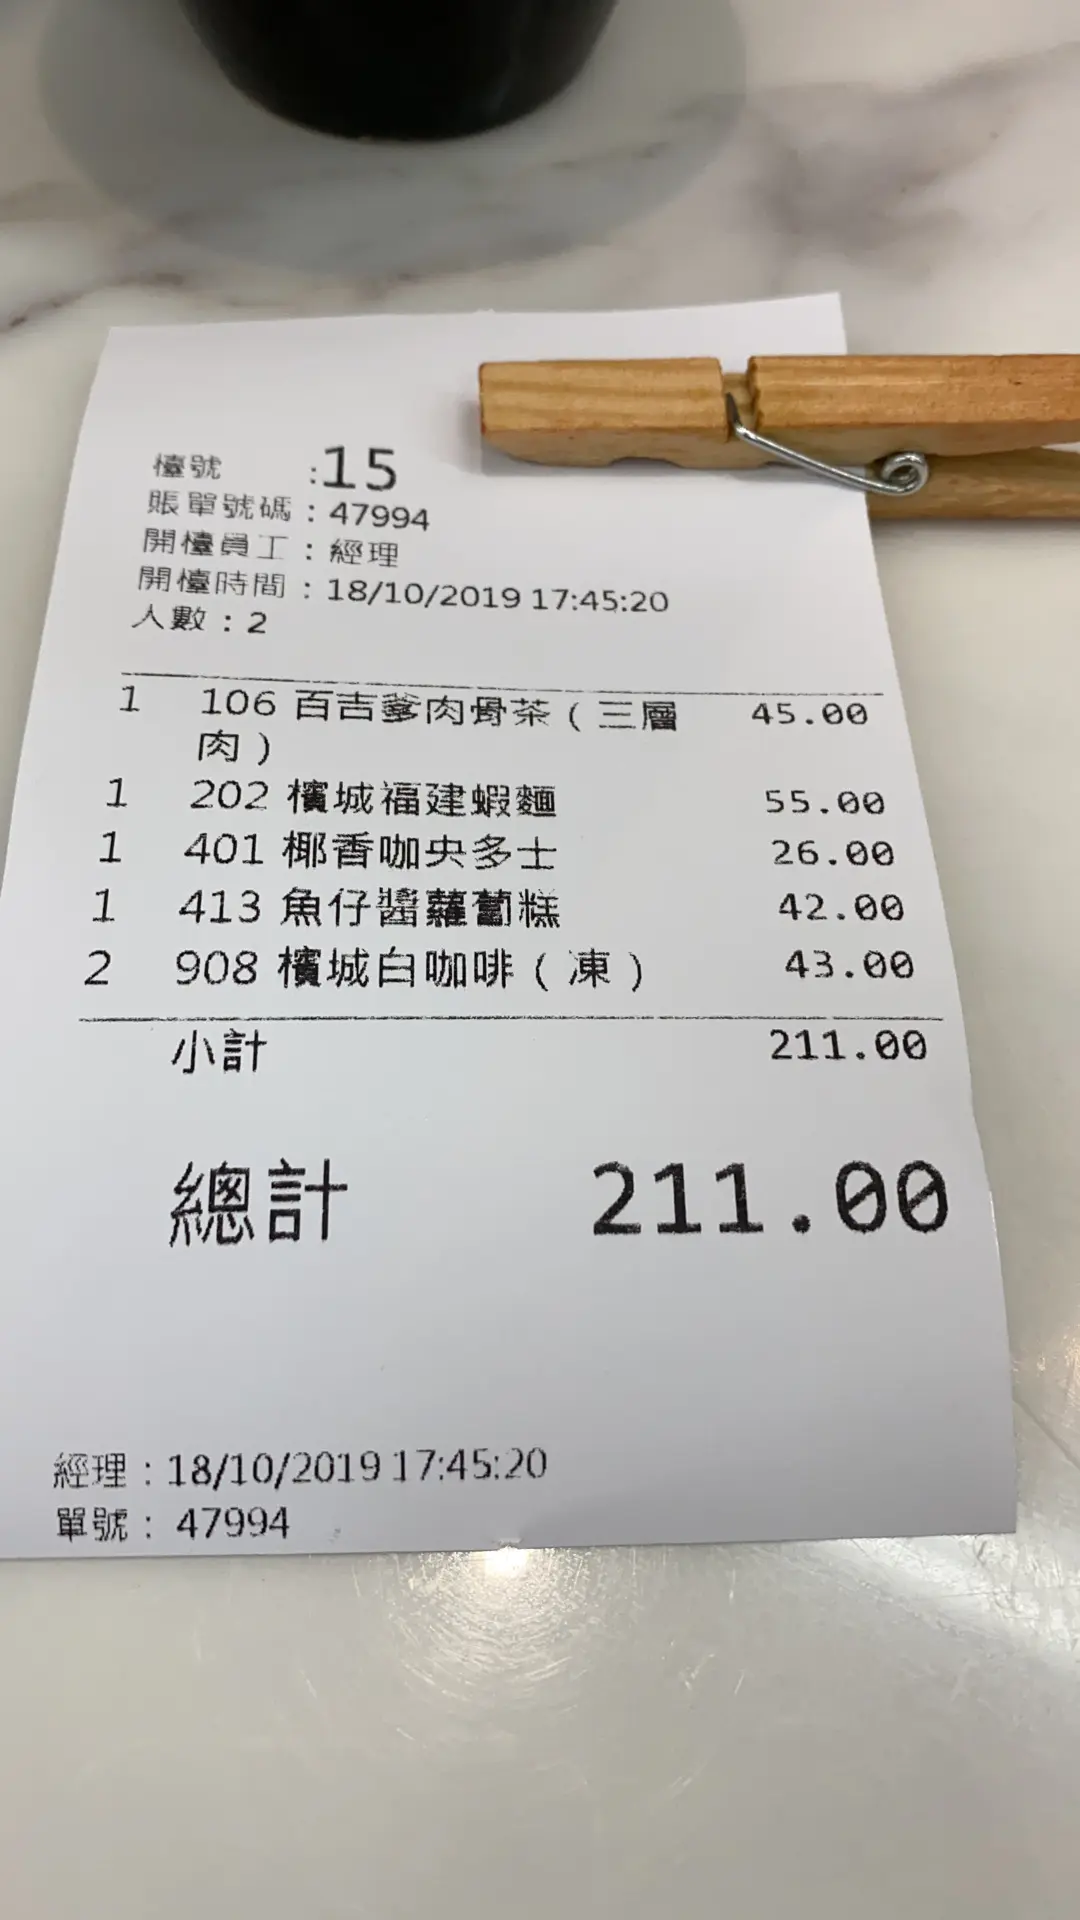 檯號 :15
賬單號碼：47994
開檯員工：經理
開檯時間：18/10/2019 17:45:20
人數：2
1 106 百吉爹肉骨茶（三層 45.00
肉）
1 202 檳城福建蝦麵 55.00
1 401 椰香咖央多士 26.00
1 413 魚仔醬蘿蔔糕 42.00
2 908 檳城白咖啡（凍） 43.00
小計 211.00
總計 211.00
經理：18/10/2019 17:45:20
單號：47994